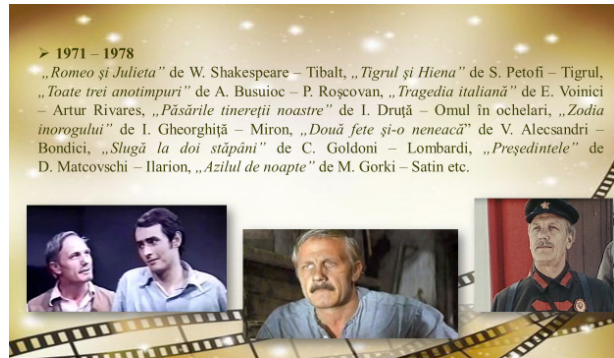 ➢ 1971 – 1978
„Romeo și Julieta” de W. Shakespeare – Tibalt, „Tigrul și Hiena” de S. Petofi – Tigrul,
„Toate trei anotimpuri” de A. Busuioc – P. Roșcovan, „Tragedia italiană” de E. Voinici
– Artur Rivares, „Păsările tinereții noastre” de I. Druță – Omul în ochelari, „Zodia
inorogului” de I. Gheorghiță – Miron, „Două fete și-o neneacă” de V. Alecsandri –
Bondici, „Slugă la doi stăpâni” de C. Goldoni – Lombardi, „Președintele” de
D. Matcovschi – Ilarion, „Azilul de noapte” de M. Gorki – Satin etc.